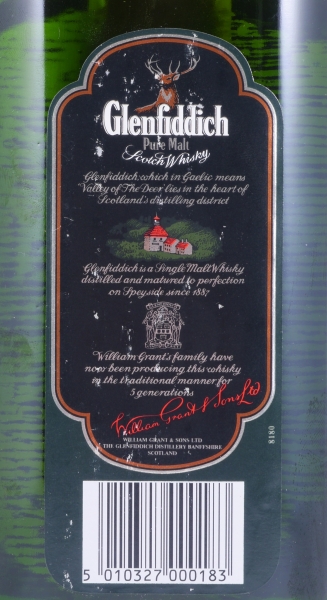 Glenfiddich
Pure Malt
Scotch Whisky
Glenfiddich, which in Gaelic means
Valley of The Deer lies in the heart of
Scotland's distilling district
Glenfiddich is a Single Malt Whisky
distilled and matured to perfection
on Speyside since 1887
William Grant's family have
now been producing this whisky
in the traditional manner for
5 generations
William Grant & Sons Ltd
WILLIAM GRANT & SONS LTD
THE GLENFIDDICH DISTILLERY BANFFSHIRE
SCOTLAND
8180
5 010327 000183